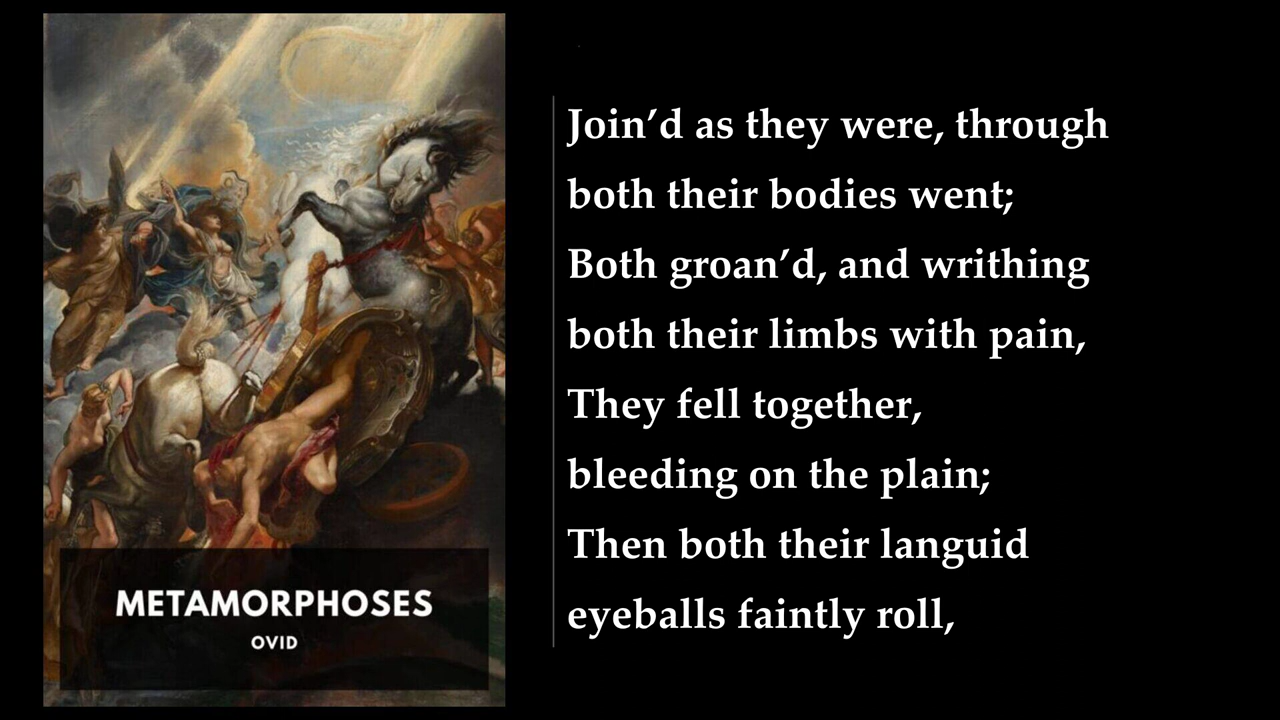 METAMORPHOSES
OVID
Join’d as they were, through
both their bodies went;
Both groan’d, and writhing
both their limbs with pain,
They fell together,
bleeding on the plain;
Then both their languid
eyeballs faintly roll,